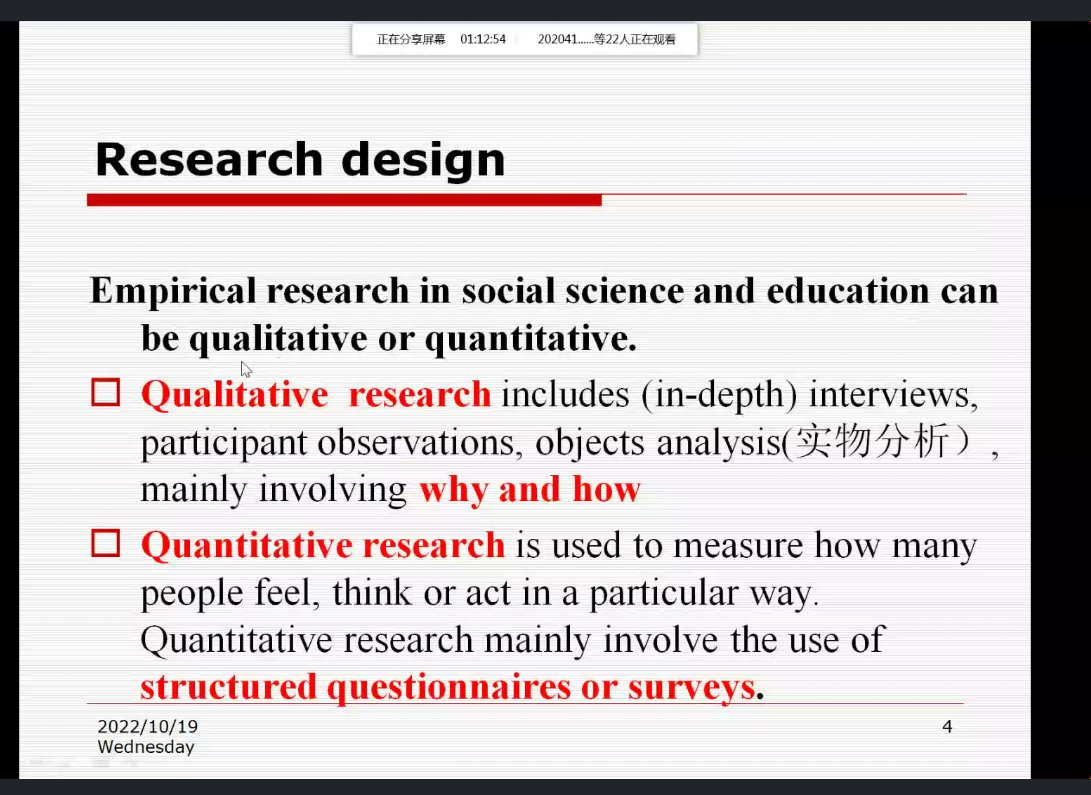 正在分享屏幕 01:12:54 202041......等22人正在观看
Research design
Empirical research in social science and education can
be qualitative or quantitative.
Qualitative research includes (in-depth) interviews,
participant observations, objects analysis(实物分析）,
mainly involving why and how
Quantitative research is used to measure how many
people feel, think or act in a particular way.
Quantitative research mainly involve the use of
structured questionnaires or surveys.
2022/10/19
Wednesday
4